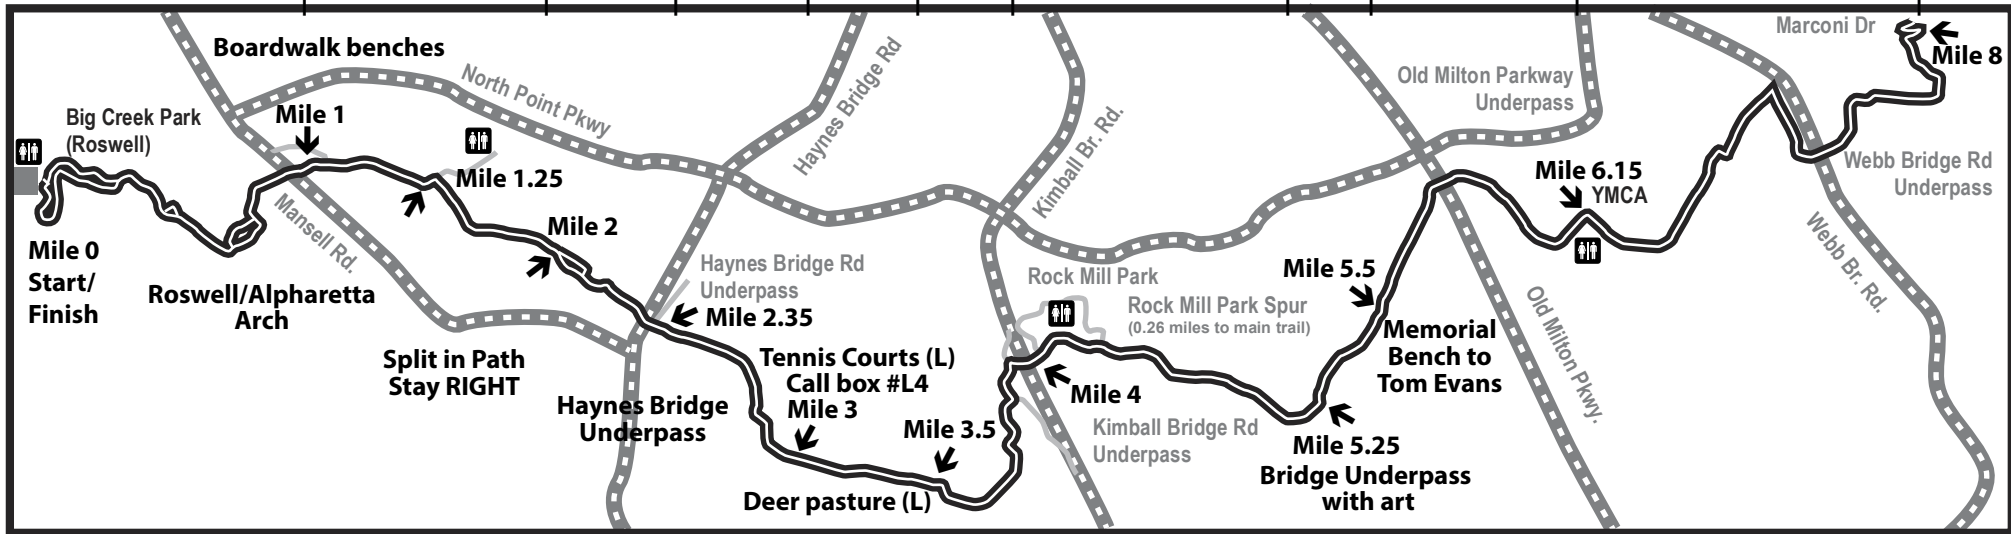 Boardwalk benches
Big Creek Park
(Roswell)
Mile 1
North Point Pkwy
Mile 1.25
Mansell Rd.
Mile 0
Start/
Finish
Roswell/Alpharetta
Arch
Mile 2
Split in Path
Stay RIGHT
Haynes Bridge Rd
Haynes Bridge Rd
Underpass
Mile 2.35
Haynes Bridge
Underpass
Tennis Courts (L)
Call box #L4
Mile 3
Mile 3.5
Deer pasture (L)
Kimball Br. Rd.
Rock Mill Park
Rock Mill Park Spur
(0.26 miles to main trail)
Mile 4
Kimball Bridge Rd
Underpass
Mile 5.25
Bridge Underpass
with art
Mile 5.5
Memorial
Bench to
Tom Evans
Old Milton Parkway
Underpass
Old Milton Pkwy.
Mile 6.15
YMCA
Marconi Dr
Mile 8
Webb Bridge Rd
Underpass
Webb Br. Rd.